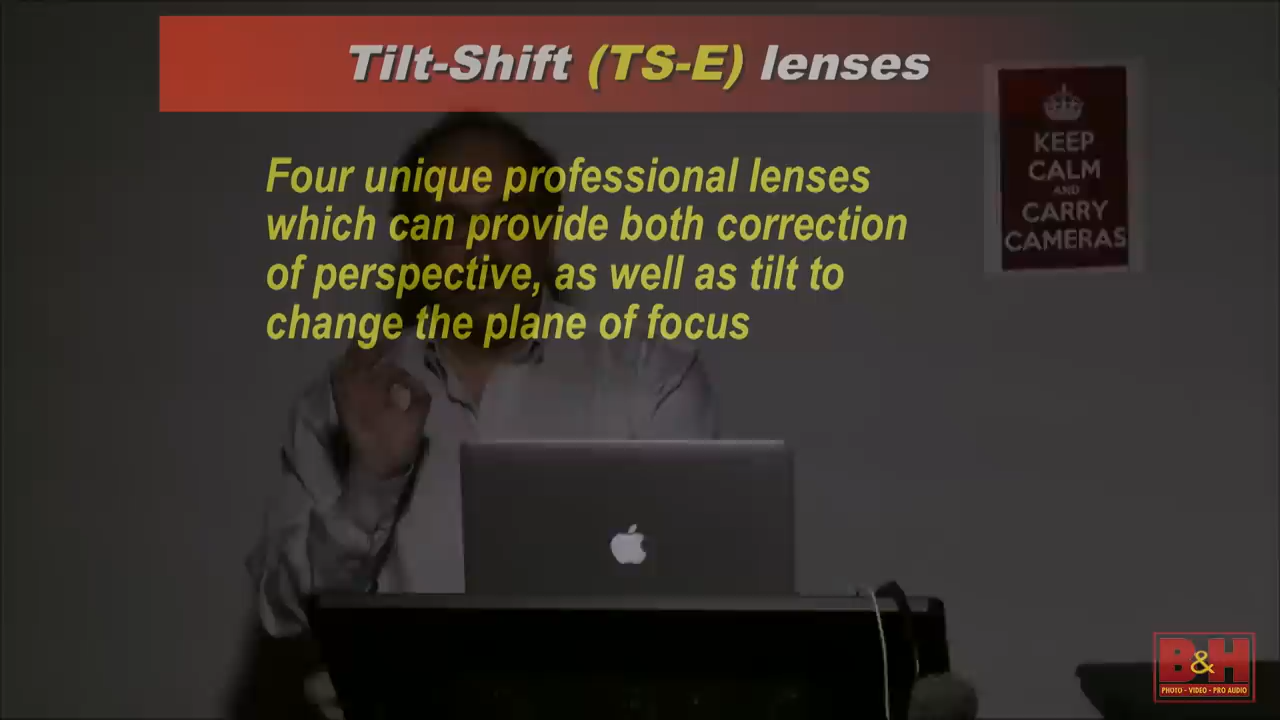 Tilt-Shift (TS-E) lenses
Four unique professional lenses
which can provide both correction
of perspective, as well as tilt to
change the plane of focus
KEEP
CALM
AND
CARRY
CAMERAS
B&H
PHOTO - VIDEO - PRO AUDIO